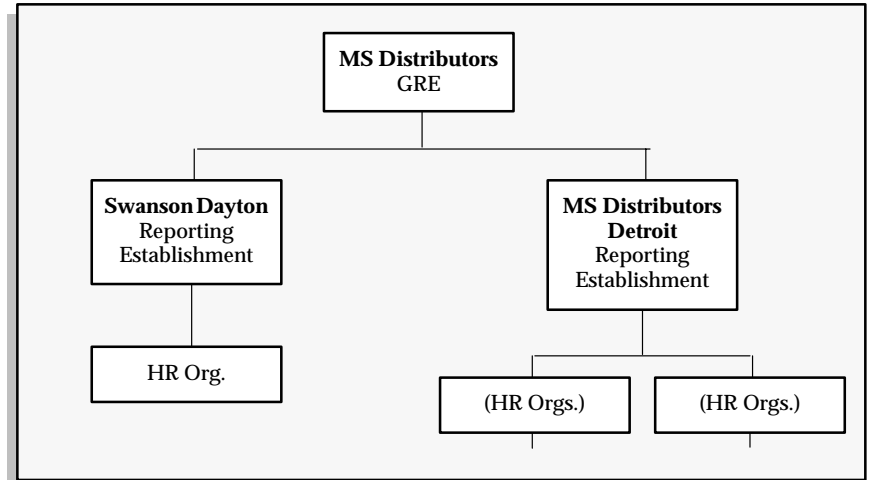 MS Distributors
GRE
Swanson Dayton
Reporting
Establishment
MS Distributors
Detroit
Reporting
Establishment
HR Org.
(HR Orgs.)
(HR Orgs.)